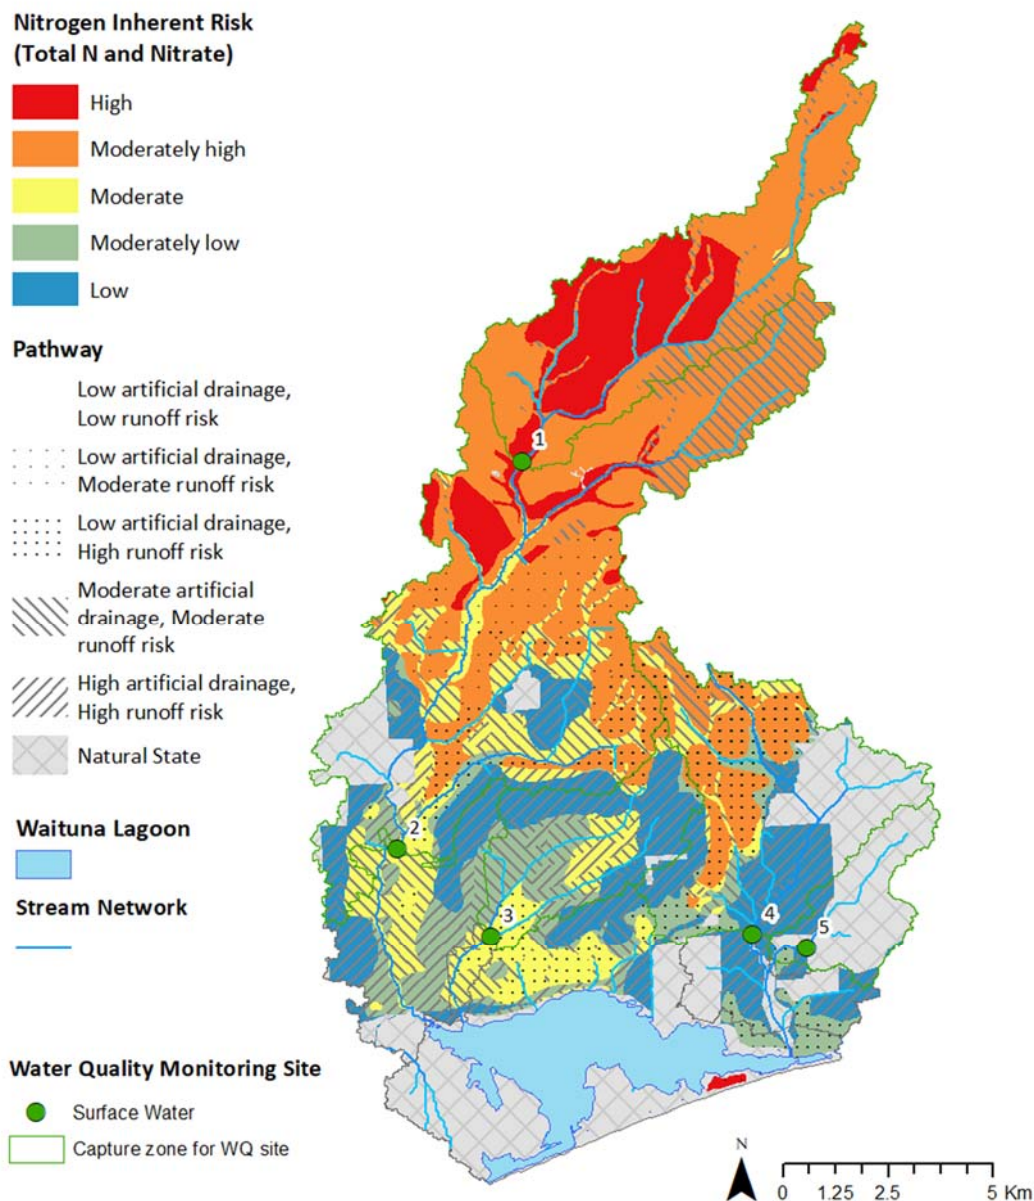 Nitrogen Inherent Risk
(Total N and Nitrate)
High
Moderately high
Moderate
Moderately low
Low
Pathway
Low artificial drainage,
Low runoff risk
Low artificial drainage,
Moderate runoff risk
Low artificial drainage,
High runoff risk
Moderate artificial
drainage, Moderate
runoff risk
High artificial drainage,
High runoff risk
Natural State
Waituna Lagoon
Stream Network
Water Quality Monitoring Site
Surface Water
Capture zone for WQ site
1
2
3
4
5
N
0 1.25 2.5 5 Km